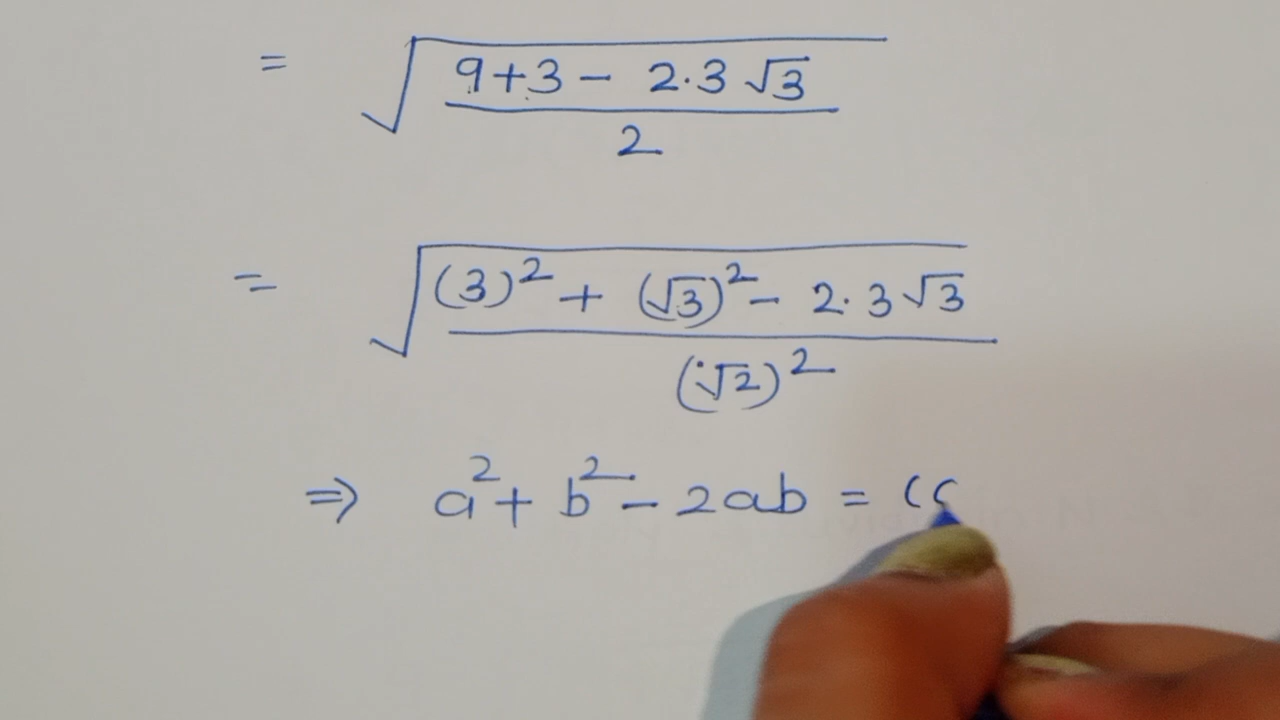 = √(9+3 - 2·3√3 / 2)
= √((3)² + (√3)² - 2·3√3 / (√2)²)
⇒ a² + b² - 2ab = (